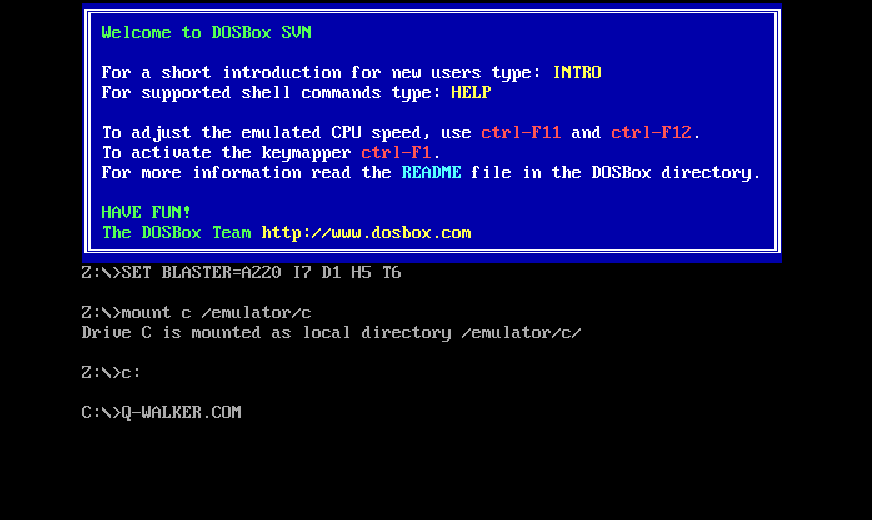 Welcome to DOSBox SVN
For a short introduction for new users type: INTRO
For supported shell commands type: HELP
To adjust the emulated CPU speed, use ctrl-F11 and ctrl-F12.
To activate the keymapper ctrl-F1.
For more information read the README file in the DOSBox directory.
HAVE FUN!
The DOSBox Team http://www.dosbox.com
Z:\>SET BLASTER=A220 I7 D1 H5 T6
Z:\>mount c /emulator/c
Drive C is mounted as local directory /emulator/c/
Z:\>c:
C:\>Q-WALKER.COM